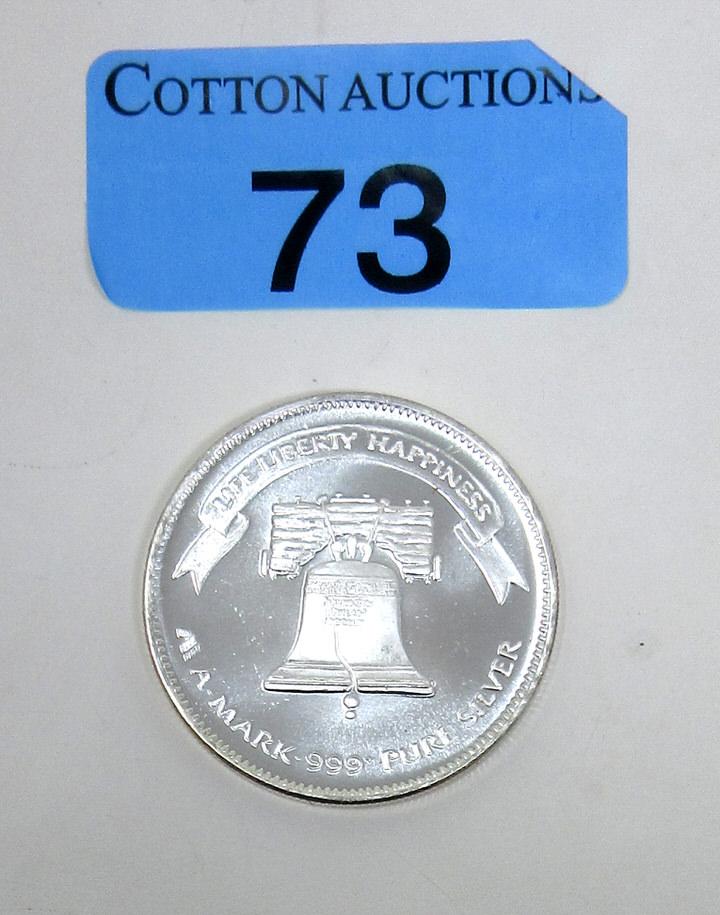 COTTON AUCTIONS
73
LIFE LIBERTY HAPPINESS
A-MARK 999 PURE SILVER